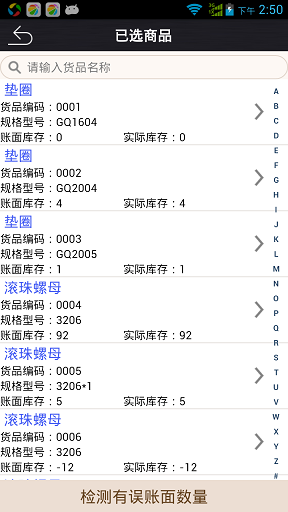 下午 2:50
已选商品
请输入货品名称
垫圈
货品编码：0001
规格型号：GQ1604
账面库存：0 实际库存：0
垫圈
货品编码：0002
规格型号：GQ2004
账面库存：4 实际库存：4
垫圈
货品编码：0003
规格型号：GQ2005
账面库存：1 实际库存：1
滚珠螺母
货品编码：0004
规格型号：3206
账面库存：92 实际库存：92
滚珠螺母
货品编码：0005
规格型号：3206*1
账面库存：5 实际库存：5
滚珠螺母
货品编码：0006
规格型号：3206
账面库存：-12 实际库存：-12
A
B
C
D
E
F
G
H
I
J
K
L
M
N
O
P
Q
R
S
T
U
V
W
X
Y
Z
#
检测有误账面数量